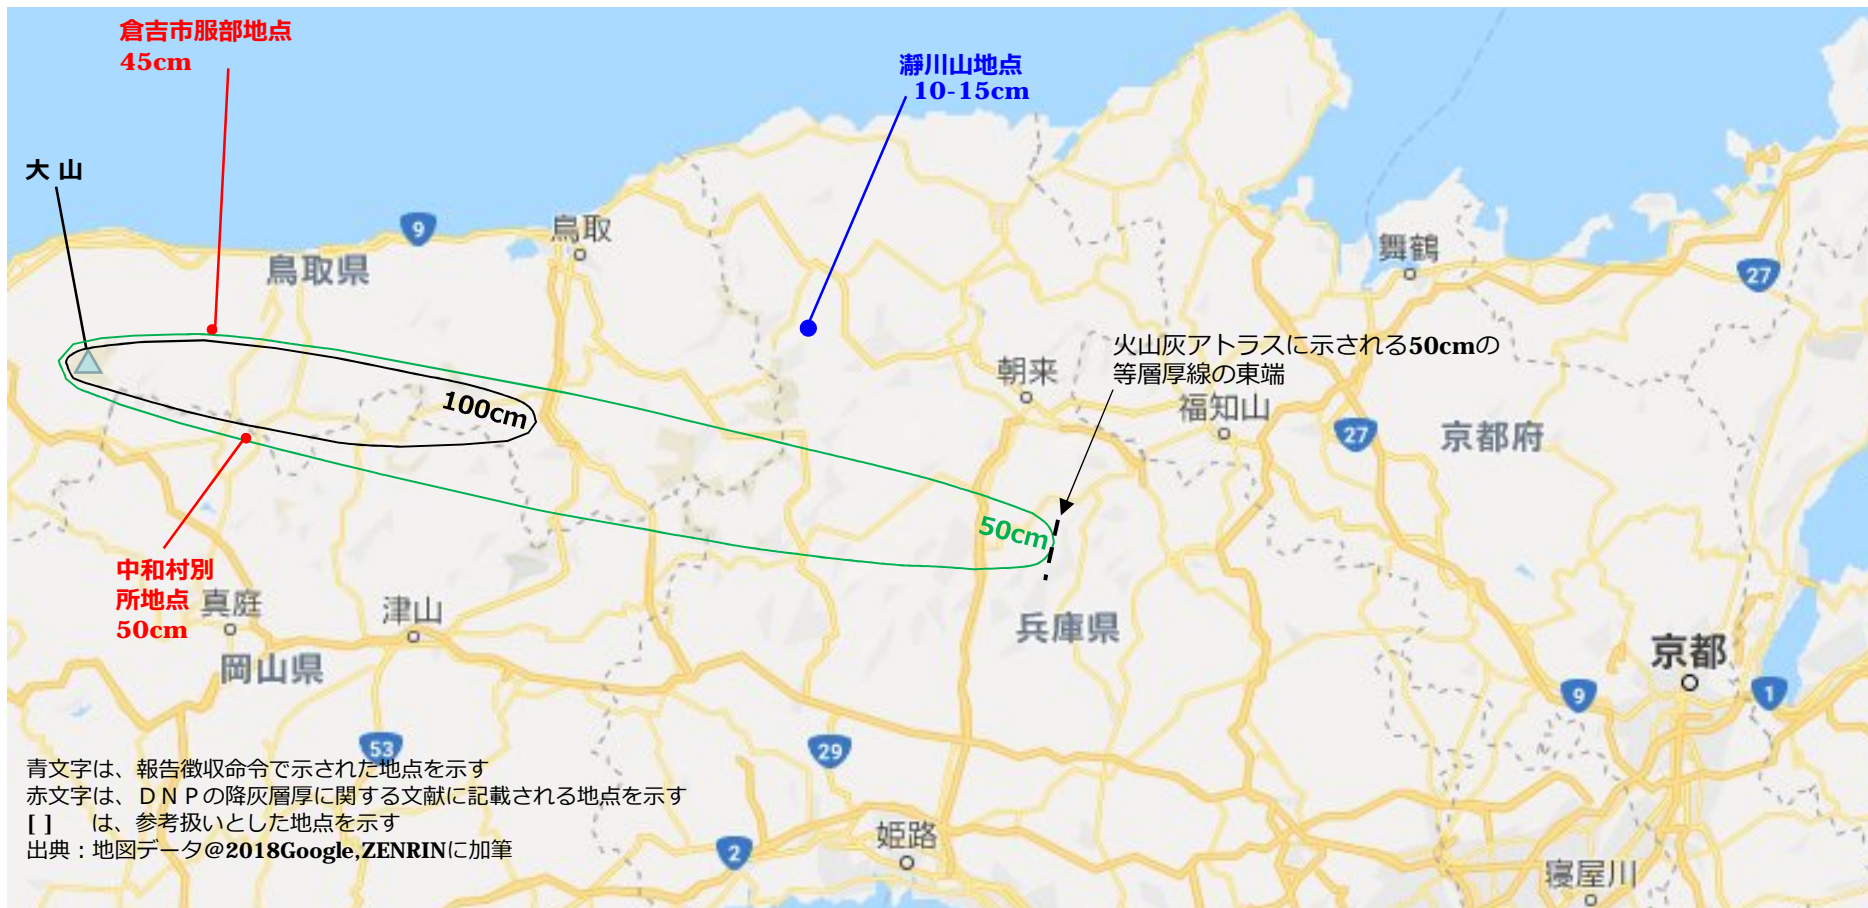 倉吉市服部地点
45cm
瀞川山地点
10-15cm
大 山
9
鳥取
鳥取県
舞鶴
27
火山灰アトラスに示される50cmの
等層厚線の東端
朝来
100cm
福知山
27
京都府
50cm
中和村別
所地点
50cm
真庭
津山
兵庫県
岡山県
京都
9
1
53
29
青文字は、報告徴収命令で示された地点を示す
赤文字は、ＤＮＰの降灰層厚に関する文献に記載される地点を示す
[ ]　は、参考扱いとした地点を示す
出典：地図データ@2018Google,ZENRINに加筆
2
姫路
寝屋川